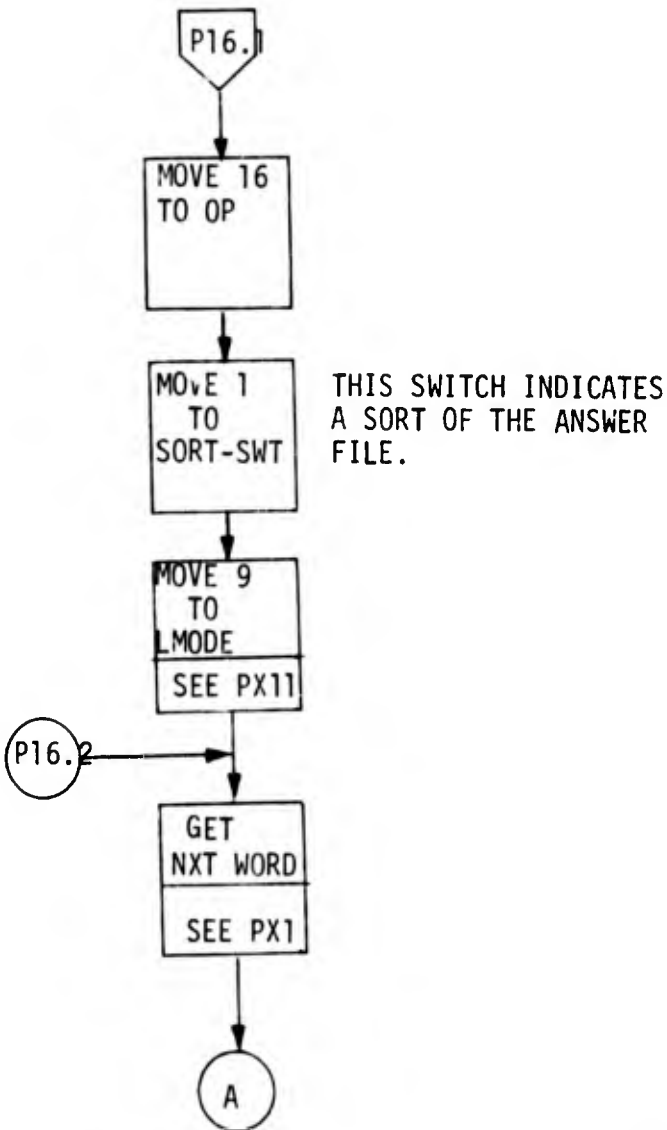 P16.1
MOVE 16
TO OP
MOVE 1
TO
SORT-SWT
THIS SWITCH INDICATES
A SORT OF THE ANSWER
FILE.
MOVE 9
TO
LMODE
SEE PX11
P16.2
GET
NXT WORD
SEE PX1
A